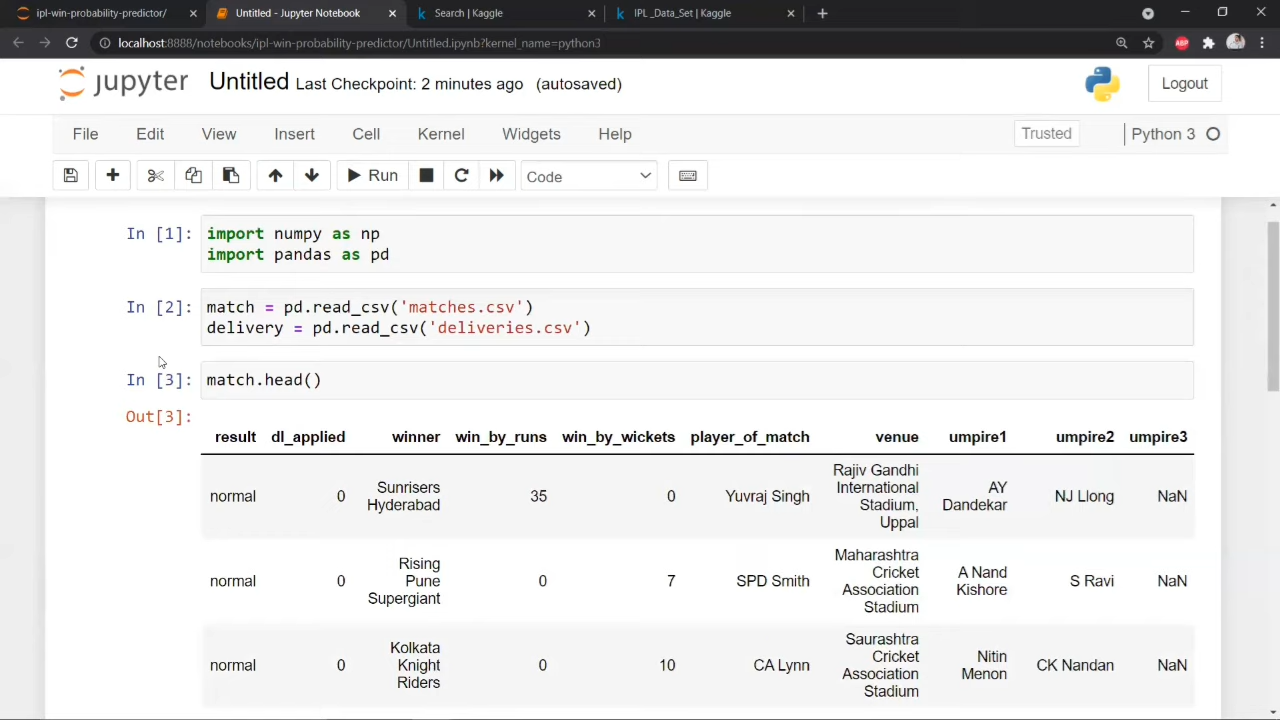 ipl-win-probability-predictor/
Untitled - Jupyter Notebook
Search | Kaggle
IPL _Data_Set | Kaggle
localhost:8888/notebooks/ipl-win-probability-predictor/Untitled.ipynb?kernel_name=python3
ABP
jupyter Untitled Last Checkpoint: 2 minutes ago (autosaved)
Logout
File Edit View Insert Cell Kernel Widgets Help
Trusted
Python 3
Run
Code
In [1]: import numpy as np
import pandas as pd
In [2]: match = pd.read_csv('matches.csv')
delivery = pd.read_csv('deliveries.csv')
In [3]: match.head()
Out[3]:
result dl_applied winner win_by_runs win_by_wickets player_of_match venue umpire1 umpire2 umpire3
normal 0 Sunrisers Hyderabad 35 0 Yuvraj Singh Rajiv Gandhi International Stadium, Uppal AY Dandekar NJ Llong NaN
normal 0 Rising Pune Supergiant 0 7 SPD Smith Maharashtra Cricket Association Stadium A Nand Kishore S Ravi NaN
normal 0 Kolkata Knight Riders 0 10 CA Lynn Saurashtra Cricket Association Stadium Nitin Menon CK Nandan NaN